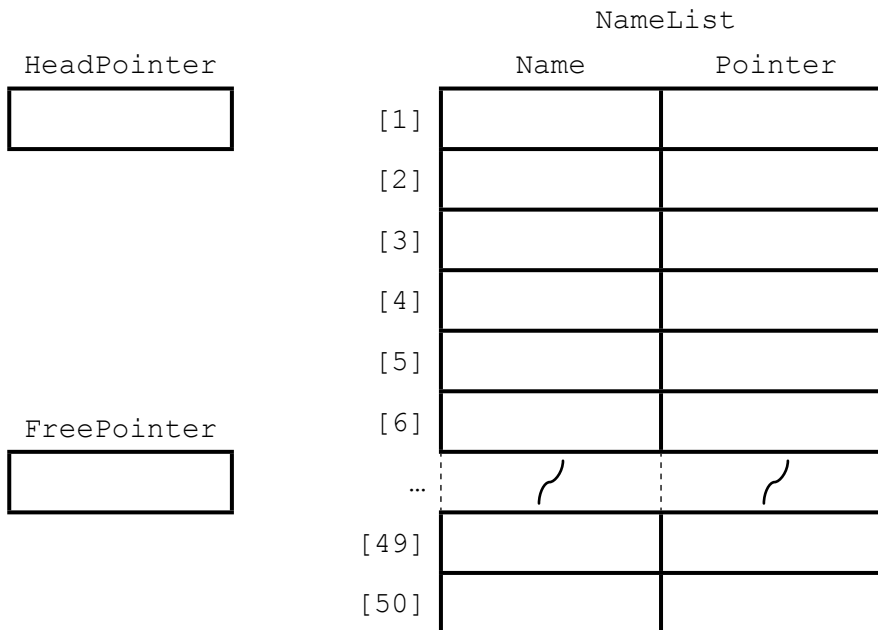 NameList
HeadPointer
Name Pointer
[1]
[2]
[3]
[4]
[5]
[6]
FreePointer
…
[49]
[50]